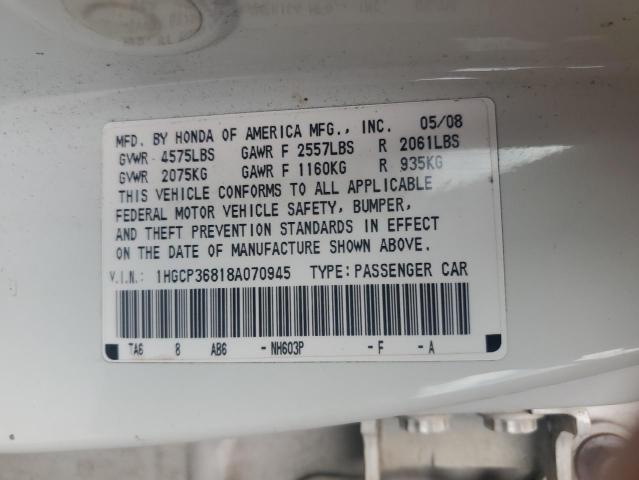 MFD. BY HONDA OF AMERICA MFG., INC. 05/08
GVWR 4575LBS GAWR F 2557LBS R 2061LBS
GVWR 2075KG GAWR F 1160KG R 935KG
THIS VEHICLE CONFORMS TO ALL APPLICABLE
FEDERAL MOTOR VEHICLE SAFETY, BUMPER,
AND THEFT PREVENTION STANDARDS IN EFFECT
ON THE DATE OF MANUFACTURE SHOWN ABOVE.
V.I.N.: 1HGCP36818A070945 TYPE: PASSENGER CAR
TA6 8 AB6 -NH603P -F -A